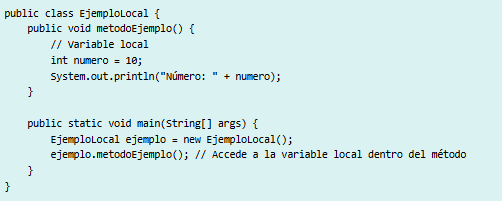 public class EjemploLocal {
    public void metodoEjemplo() {
        // Variable local
        int numero = 10;
        System.out.println("Número: " + numero);
    }

    public static void main(String[] args) {
        EjemploLocal ejemplo = new EjemploLocal();
        ejemplo.metodoEjemplo(); // Accede a la variable local dentro del método
    }
}